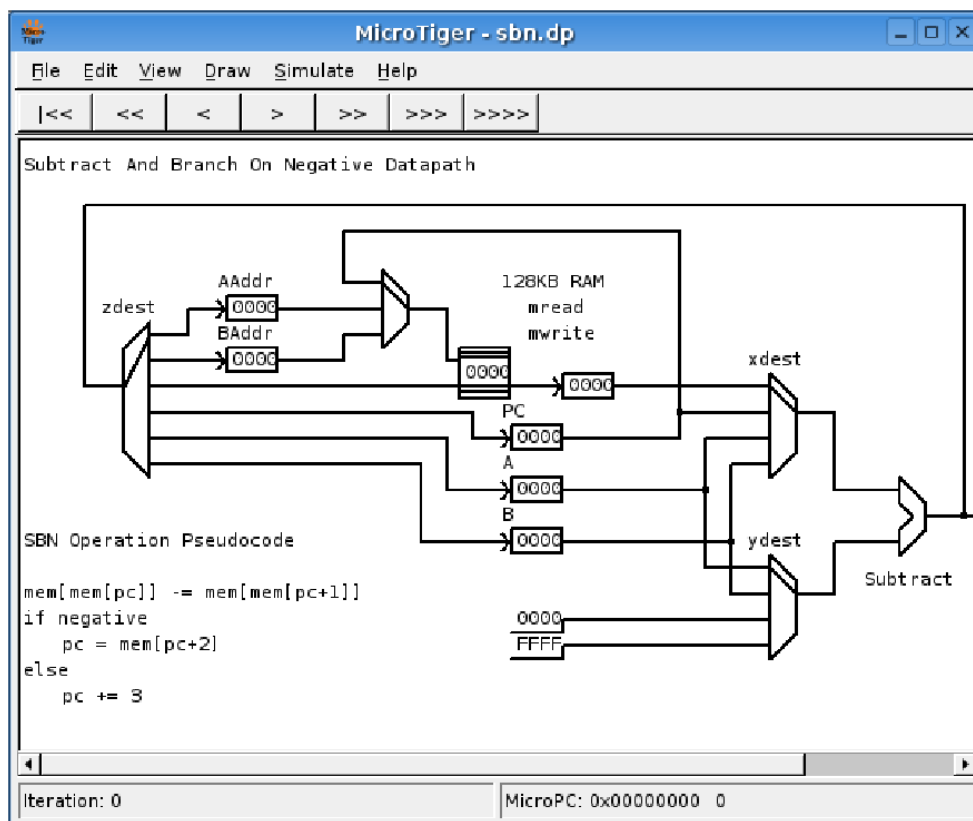 Micro-
Tiger
MicroTiger - sbn.dp
File Edit View Draw Simulate Help
|<< << < > >> >>> >>>>
Subtract And Branch On Negative Datapath
AAddr
128KB RAM
zdest
0000
mread
BAddr
mwrite
0000
0000
xdest
0000
PC
0000
A
0000
B
SBN Operation Pseudocode
0000
ydest
Subtract
mem[mem[pc]] -= mem[mem[pc+1]]
if negative
0000
pc = mem[pc+2]
FFFF
else
pc += 3
Iteration: 0
MicroPC: 0x00000000 0